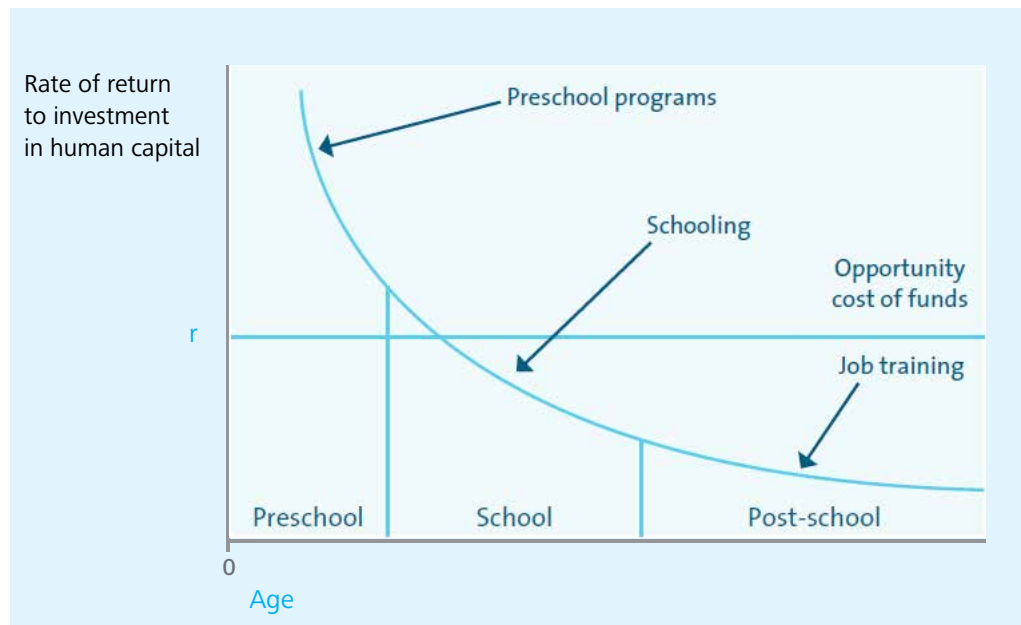 Rate of return
to investment
in human capital
Preschool programs
Schooling
Opportunity
cost of funds
r
Job training
Preschool
School
Post-school
0
Age